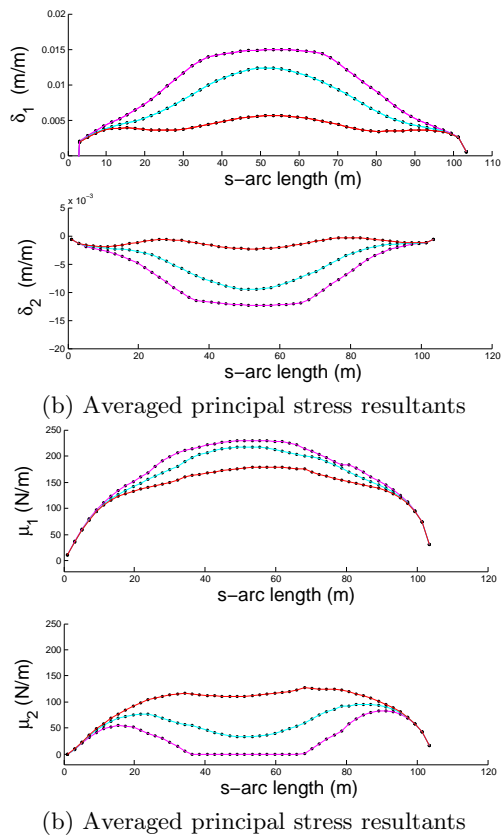 0.02
0.015
0.01
0.005
0
δ1 (m/m)
0 10 20 30 40 50 60 70 80 90 100 110
s−arc length (m)
x 10−3
5
0
−5
−10
−15
−20
δ2 (m/m)
0 20 40 60 80 100 120
s−arc length (m)
(b) Averaged principal stress resultants
250
200
150
100
50
0
μ1 (N/m)
0 20 40 60 80 100 120
s−arc length (m)
250
200
150
100
50
0
μ2 (N/m)
0 20 40 60 80 100 120
s−arc length (m)
(b) Averaged principal stress resultants